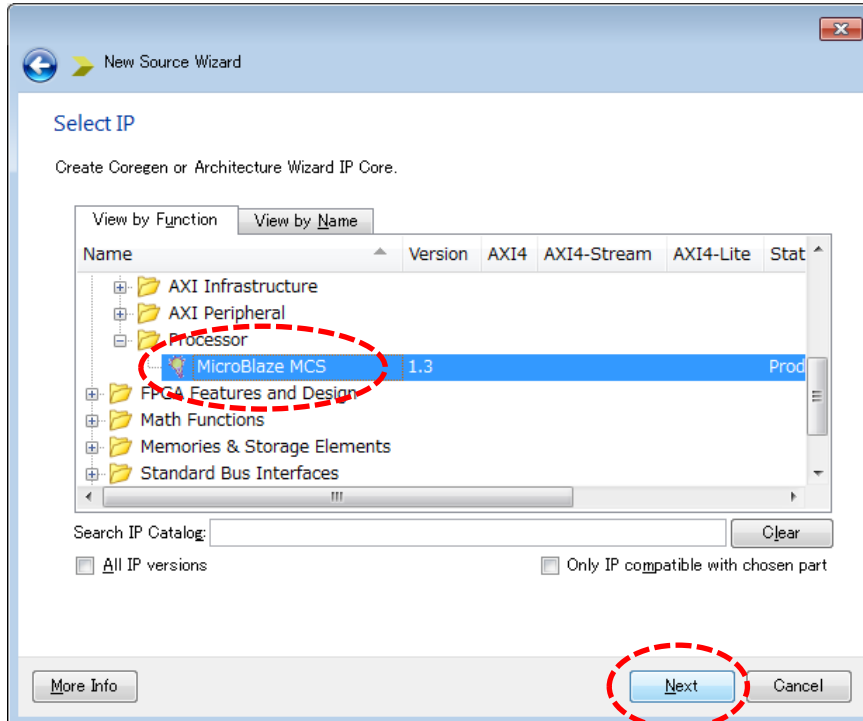 New Source Wizard
Select IP
Create Coregen or Architecture Wizard IP Core.
View by Function View by Name
Name Version AXI4 AXI4-Stream AXI4-Lite Stat
AXI Infrastructure
AXI Peripheral
Processor
MicroBlaze MCS 1.3 Prod
FPGA Features and Design
Math Functions
Memories & Storage Elements
Standard Bus Interfaces
Search IP Catalog: Clear
All IP versions Only IP compatible with chosen part
More Info Next Cancel